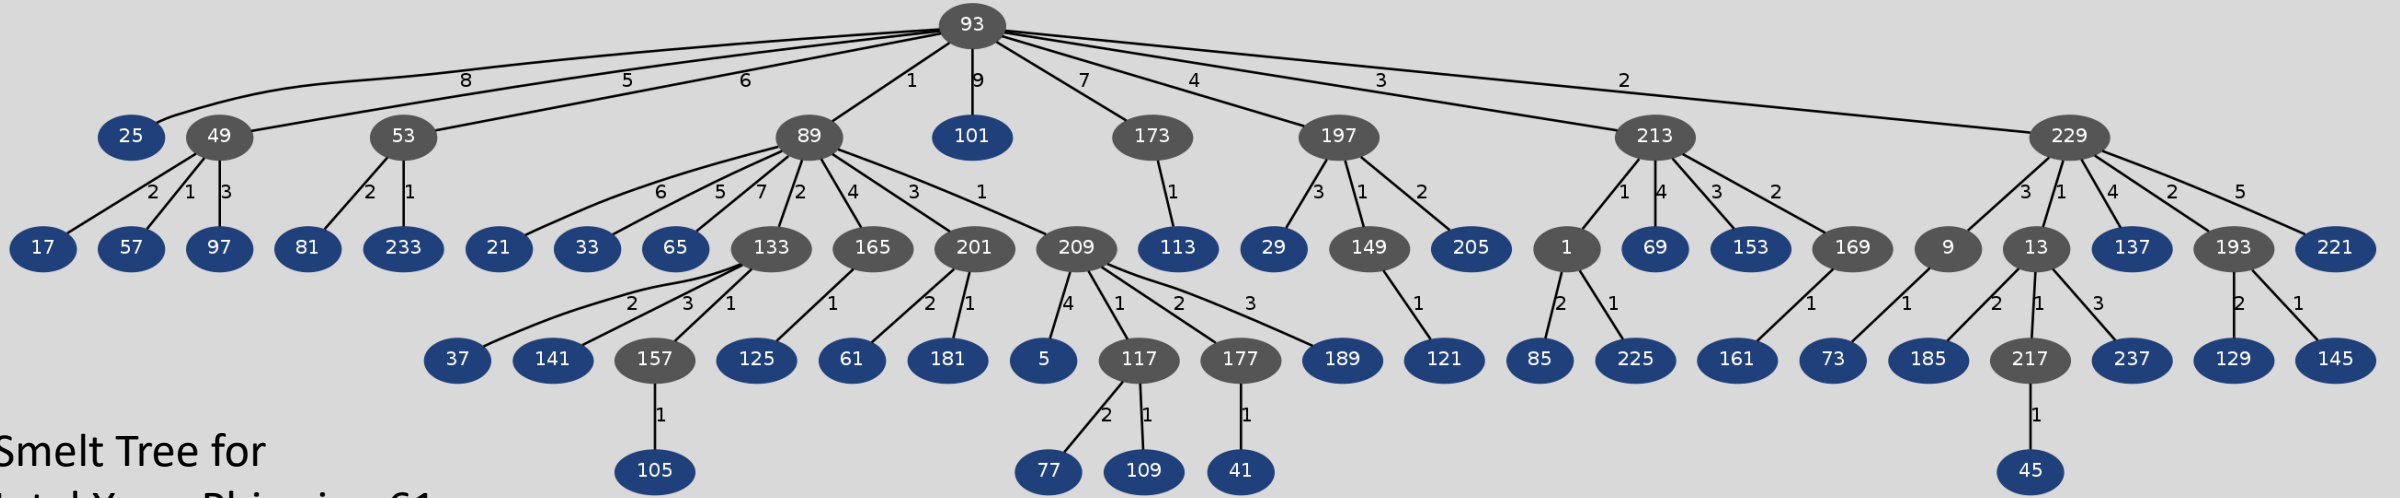 93
8 5 6 1 9 7 4 3 2
25 49 53 89 101 173 197 213 229
2 1 3 2 1 6 5 7 2 4 3 1 1 3 1 2 1 4 3 2 3 1 4 2 5
17 57 97 81 233 21 33 65 133 165 201 209 113 29 149 205 1 69 153 169 9 13 137 193 221
2 3 1 1 2 1 4 1 2 3 1 2 1 1 1 2 1 3 2 1
37 141 157 125 61 181 5 117 177 189 121 85 225 161 73 185 217 237 129 145
1 2 1 1 1
105 77 109 41 45
Smelt Tree for